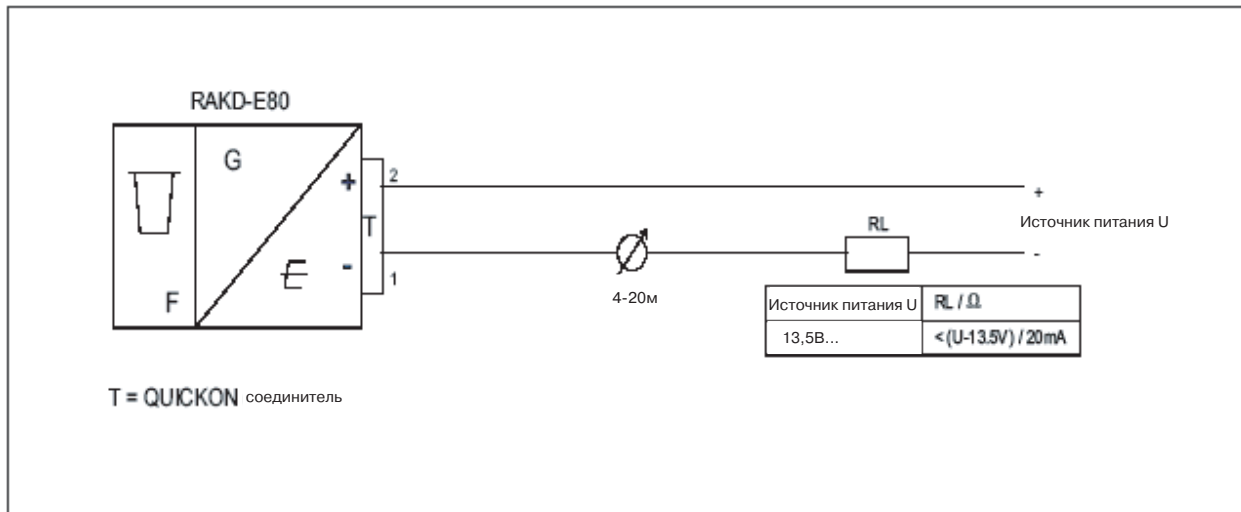 RAKD-E80
G
F
+
-
T
2
1
RL
+
Источник питания U
-
4-20м
Источник питания U RL / Ω
13,5В... <(U-13.5V) / 20mA
T = QUICKON соединитель